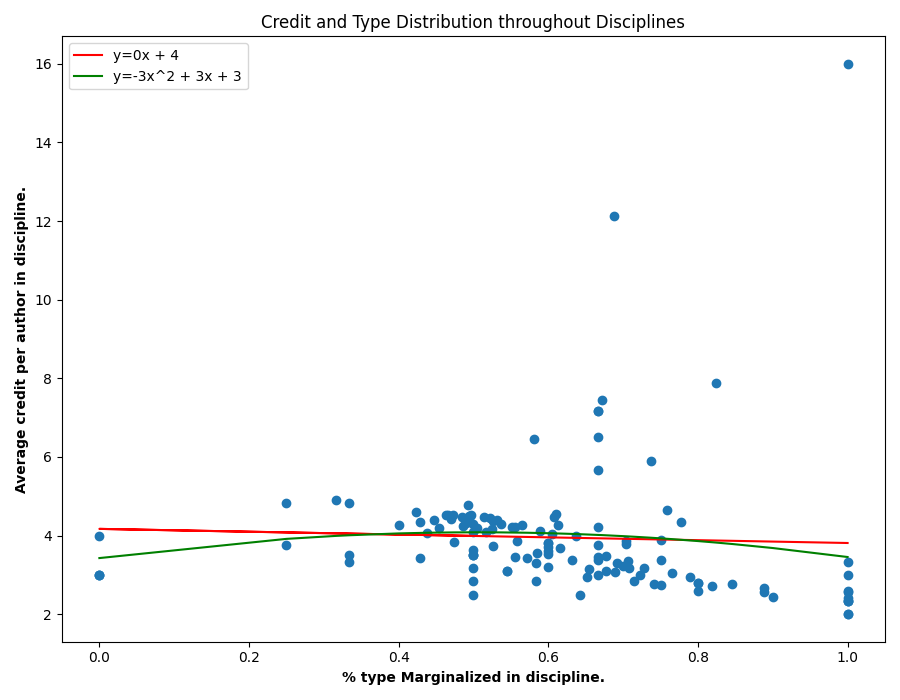 Credit and Type Distribution throughout Disciplines
y=0x + 4
y=-3x^2 + 3x + 3
16
14
12
10
8
6
4
2
Average credit per author in discipline.
0.0 0.2 0.4 0.6 0.8 1.0
% type Marginalized in discipline.